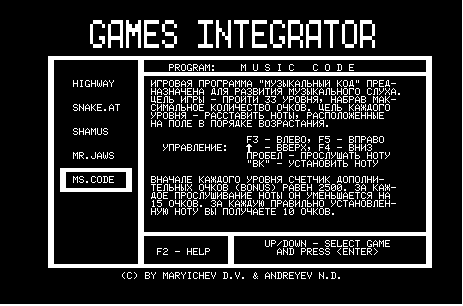 GAMES INTEGRATOR
PROGRAM: MUSIC CODE
HIGHWAY
SNAKE.AT
SHAMUS
MR.JAWS
MS.CODE
ИГРОВАЯ ПРОГРАММА "МУЗЫКАЛЬНЫЙ КОД" ПРЕД-
НАЗНАЧЕНА ДЛЯ РАЗВИТИЯ МУЗЫКАЛЬНОГО СЛУХА.
ЦЕЛЬ ИГРЫ - ПРОЙТИ 33 УРОВНЯ, НАБРАВ МАК-
СИМАЛЬНОЕ КОЛИЧЕСТВО ОЧКОВ. ЦЕЛЬ КАЖДОГО
УРОВНЯ - РАССТАВИТЬ НОТЫ, РАСПОЛОЖЕННЫЕ
НА ПОЛЕ В ПОРЯДКЕ ВОЗРАСТАНИЯ.
F3 - ВЛЕВО, F5 - ВПРАВО
УПРАВЛЕНИЕ: ↑ - ВВЕРХ, F4 - ВНИЗ
ПРОБЕЛ - ПРОСЛУШАТЬ НОТУ
"ВК" - УСТАНОВИТЬ НОТУ
ВНАЧАЛЕ КАЖДОГО УРОВНЯ СЧЕТЧИК ДОПОЛНИ-
ТЕЛЬНЫХ ОЧКОВ (BONUS) РАВЕН 2500. ЗА КАЖ-
ДОЕ ПРОСЛУШИВАНИЕ НОТЫ ОН УМЕНЬШАЕТСЯ НА
15 ОЧКОВ. ЗА КАЖДУЮ ПРАВИЛЬНО УСТАНОВЛЕН-
НУЮ НОТУ ВЫ ПОЛУЧАЕТЕ 10 ОЧКОВ.
F2 - HELP
UP/DOWN - SELECT GAME
AND PRESS <ENTER>
(C) BY MARYICHEV D.V. & ANDREYEV N.D.